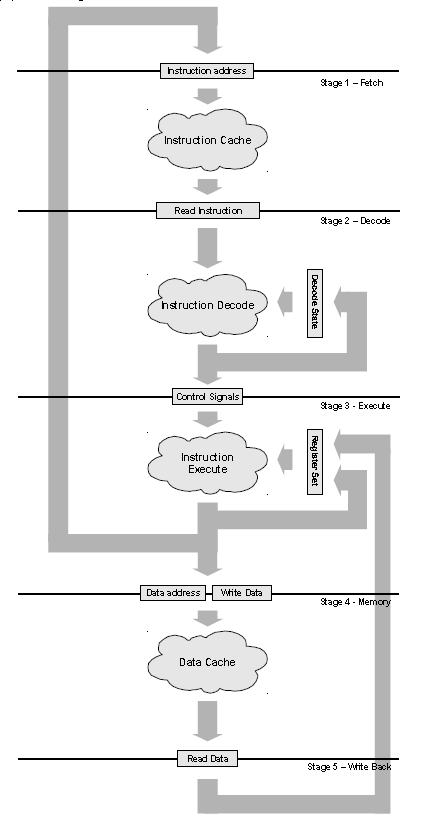 Instruction address
Stage 1 – Fetch
Instruction Cache
Read Instruction
Stage 2 – Decode
Instruction Decode
Decode State
Control Signals
Stage 3 - Execute
Instruction
Execute
Register Set
Data address
Write Data
Stage 4 - Memory
Data Cache
Read Data
Stage 5 – Write Back